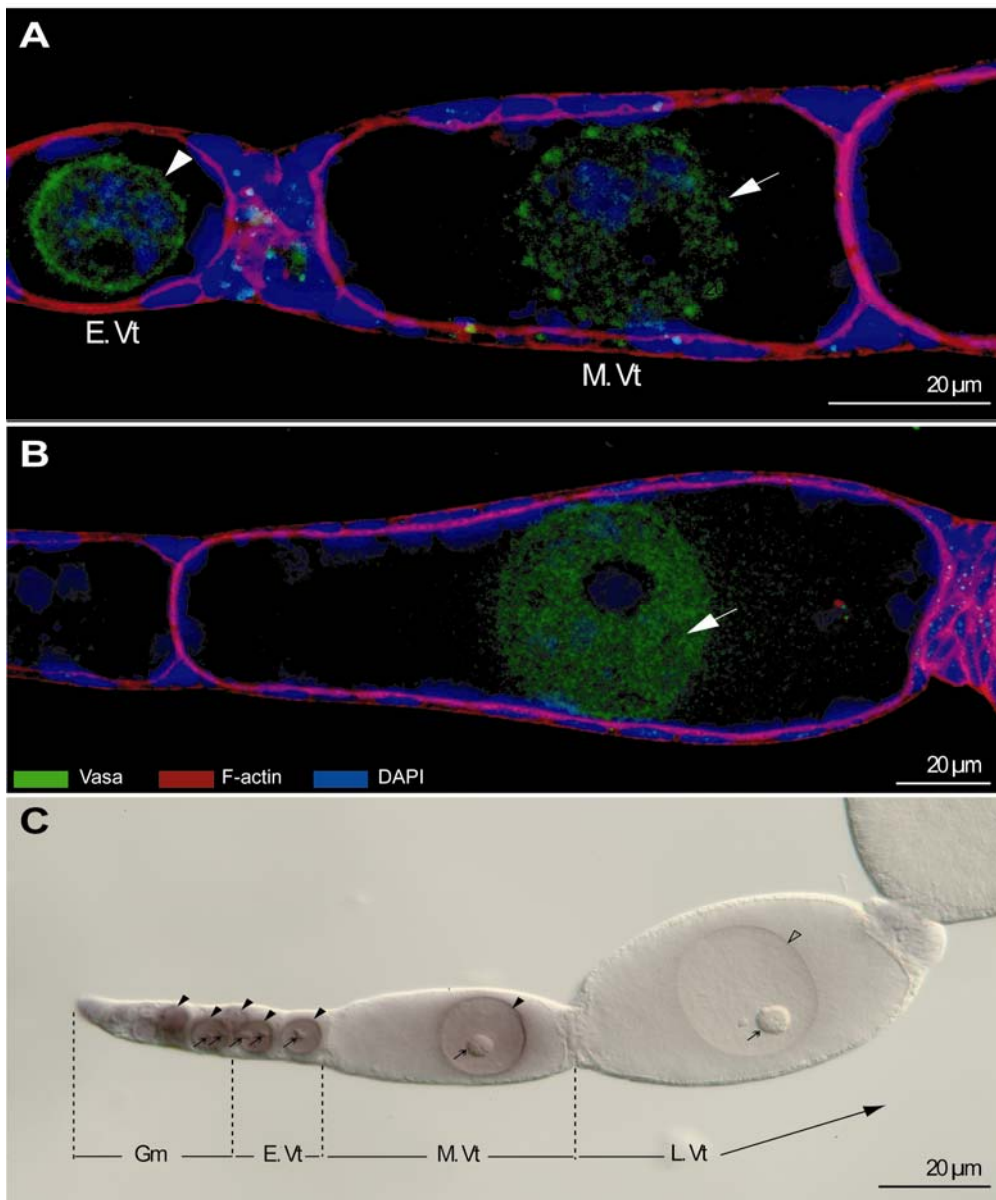 A
E. Vt
M. Vt
20 µm
B
Vasa F-actin DAPI
20 µm
C
Gm E. Vt M. Vt L. Vt
20 µm